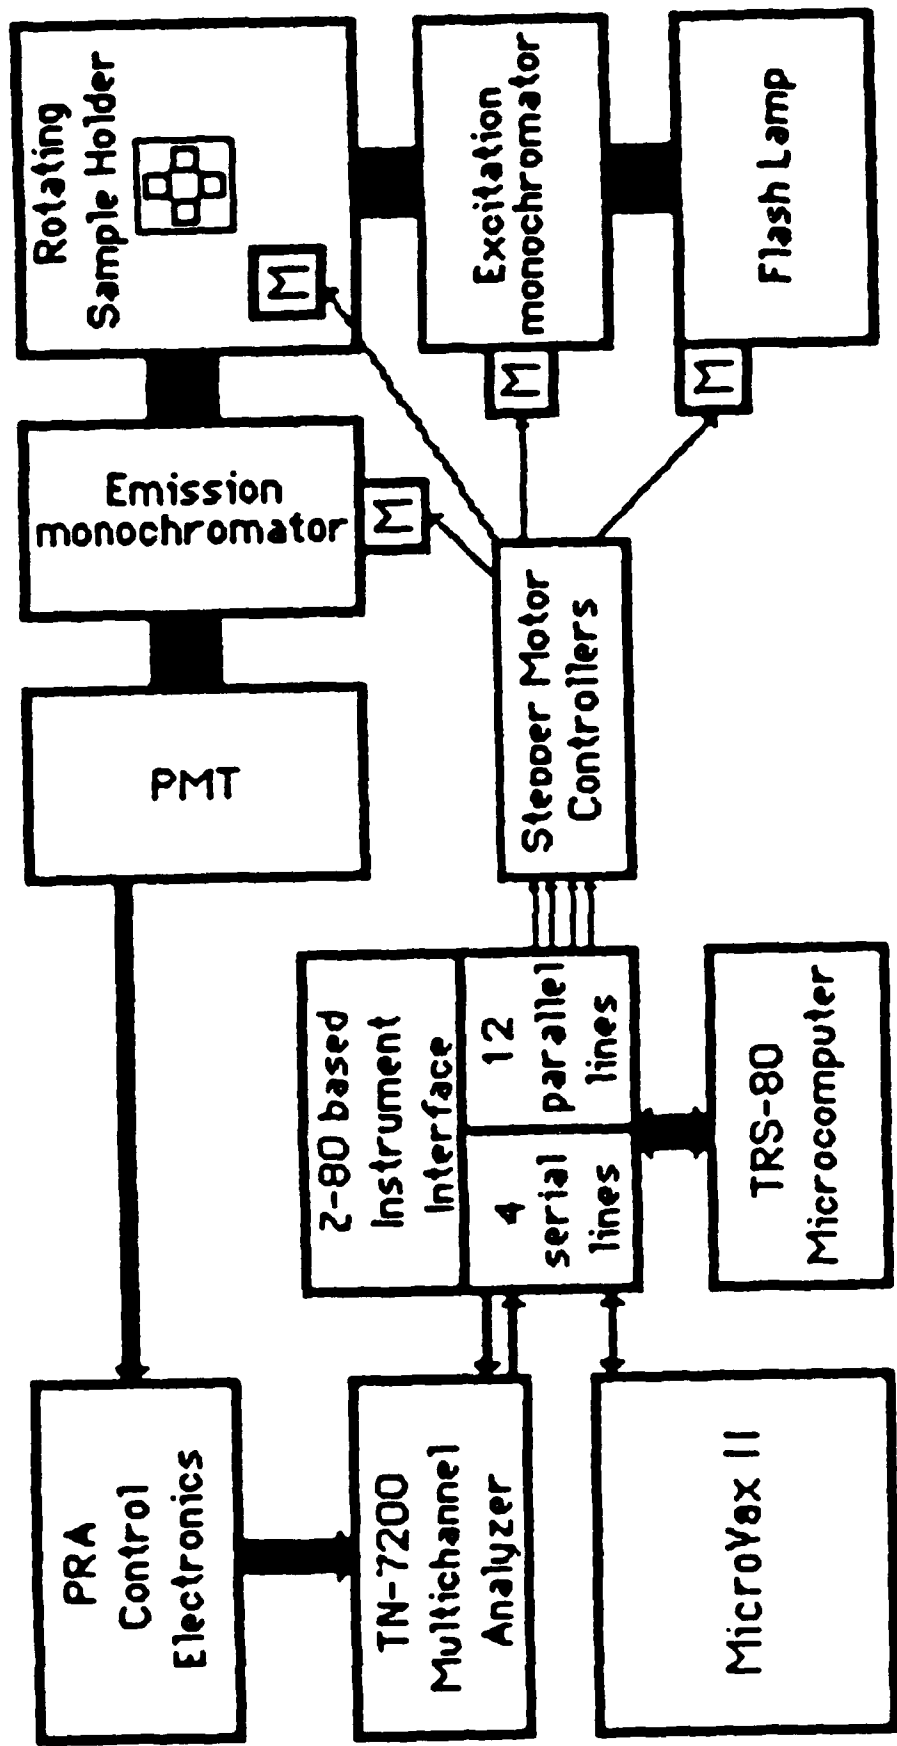 Rotating
Sample Holder
M
Excitation
monochromator
M
Flash Lamp
M
Emission
monochromator
M
PMT
Stepper Motor
Controllers
Z-80 based
Instrument
Interface
12
parallel
lines
4
serial
lines
TRS-80
Microcomputer
PRA
Control
Electronics
TN-7200
Multichannel
Analyzer
MicroVax II